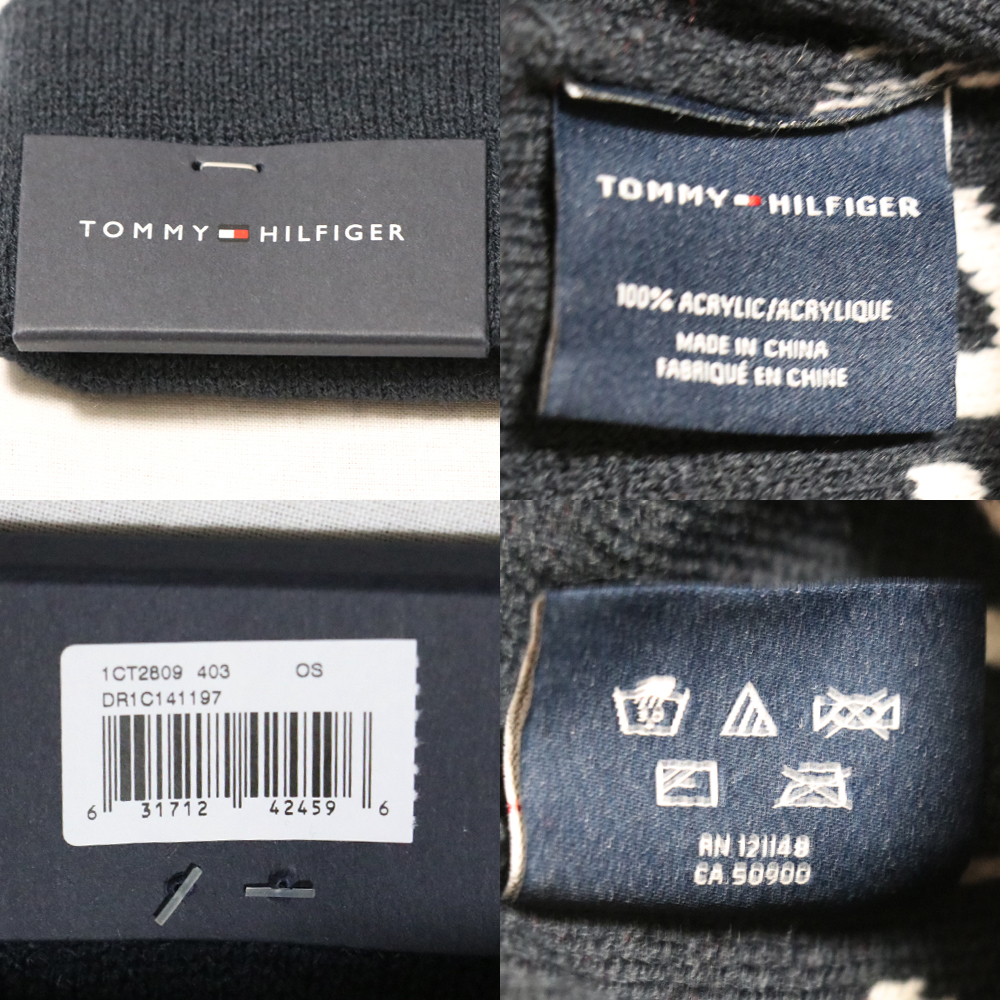 TOMMY HILFIGER
TOMMY HILFIGER
100% ACRYLIC/ACRYLIQUE
MADE IN CHINA
FABRIQUÉ EN CHINE
1CT2809 403 OS
DR1C141197
6 31712 42459 6
RN 121148
CA 50900